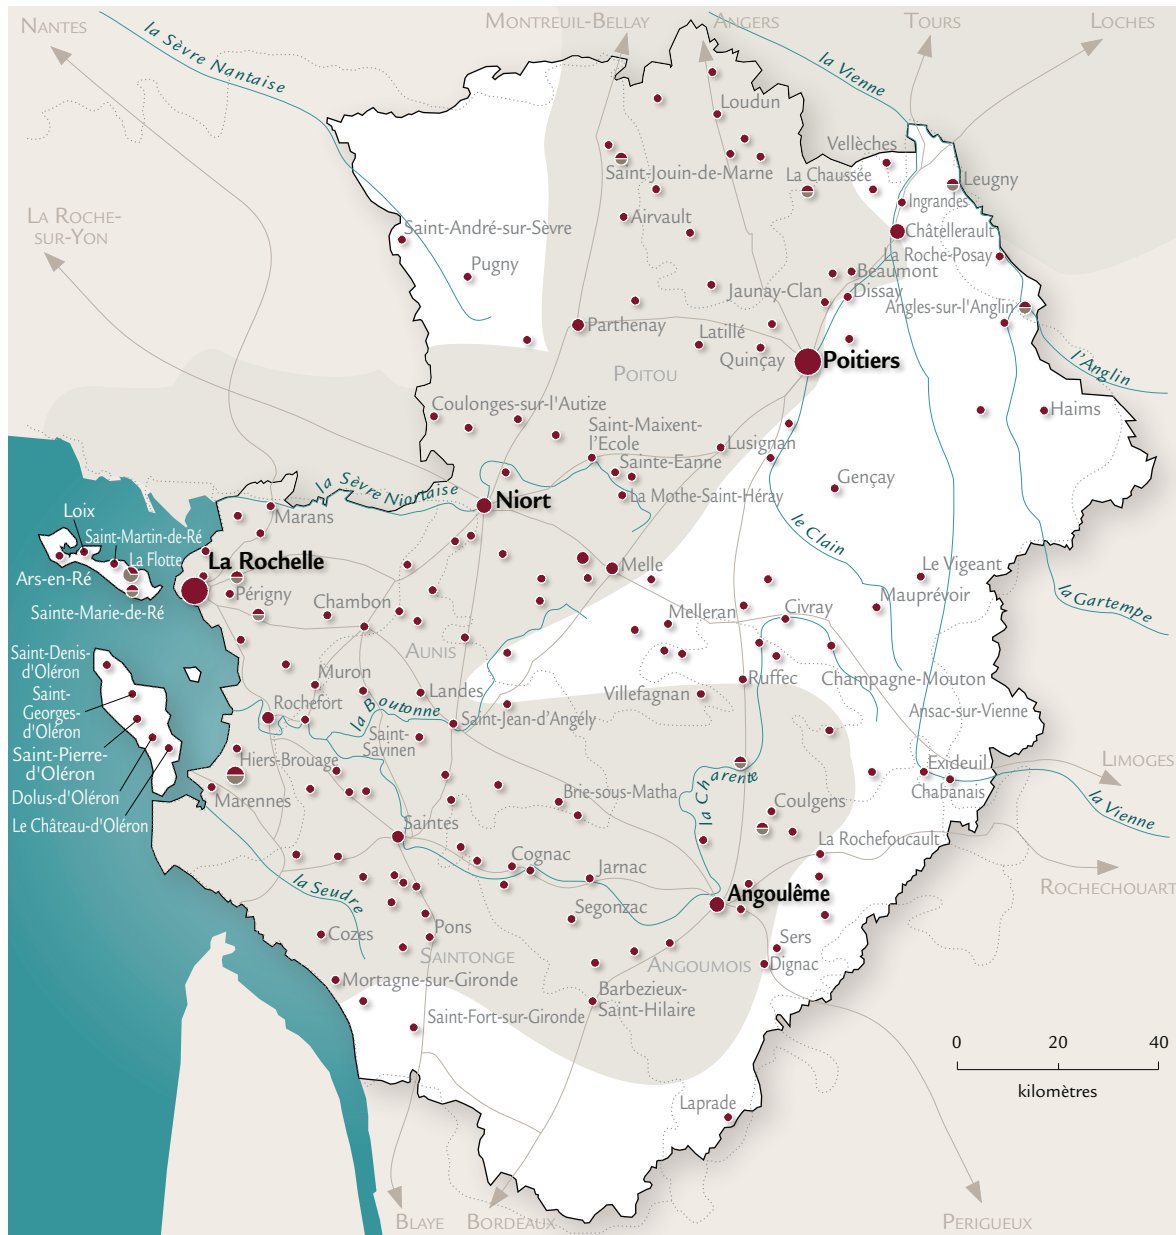 NANTES
MONTREUIL-BELLAY
ANGERS
TOURS
LOCHES
la Sèvre Nantaise
la Vienne
Loudun
Vellèches
Saint-Jouin-de-Marne
La Chaussée
Leugny
Ingrandes
LA ROCHE-
SUR-YON
Airvault
Saint-André-sur-Sèvre
Châtellerault
La Roche-Posay
Pugny
Beaumont
Jaunay-Clan
Dissay
Angles-sur-l'Anglin
Parthenay
Latillé
Quinçay
Poitiers
l'Anglin
POITOU
Coulonges-sur-l'Autize
Haims
Saint-Maixent-
l'Ecole
Lusignan
Sainte-Eanne
Gençay
la Sèvre Niortaise
La Mothe-Saint-Héray
Niort
Loix
Marans
le Clain
Saint-Martin-de-Ré
La Flotte
La Rochelle
Melle
Le Vigeant
Ars-en-Ré
Périgny
Mauprévoir
la Gartempe
Sainte-Marie-de-Ré
Chambon
Melleran
Civray
AUNIS
Saint-Denis-
d'Oléron
Muron
Ruffec
Champagne-Mouton
Saint-
Georges-
d'Oléron
Landes
Villefagnan
Rochefort
la Boutonne
Saint-Jean-d'Angély
Ansac-sur-Vienne
Saint-
Savinen
Saint-Pierre-
d'Oléron
Hiers-Brouage
LIMOGES
Exideuil
la Charente
Dolus-d'Oléron
Marennes
Brie-sous-Matha
Chabanais
Coulgens
la Vienne
Le Château-d'Oléron
Saintes
La Rochefoucault
Cognac
Jarnac
la Seudre
ROCHECHOUART
Angoulême
Segonzac
Cozes
Pons
Sers
SAINTONGE
ANGOUMOIS
Dignac
Mortagne-sur-Gironde
Barbezieux-
Saint-Hilaire
Saint-Fort-sur-Gironde
0 20 40
kilomètres
Laprade
BLAYE
BORDEAUX
PERIGUEUX